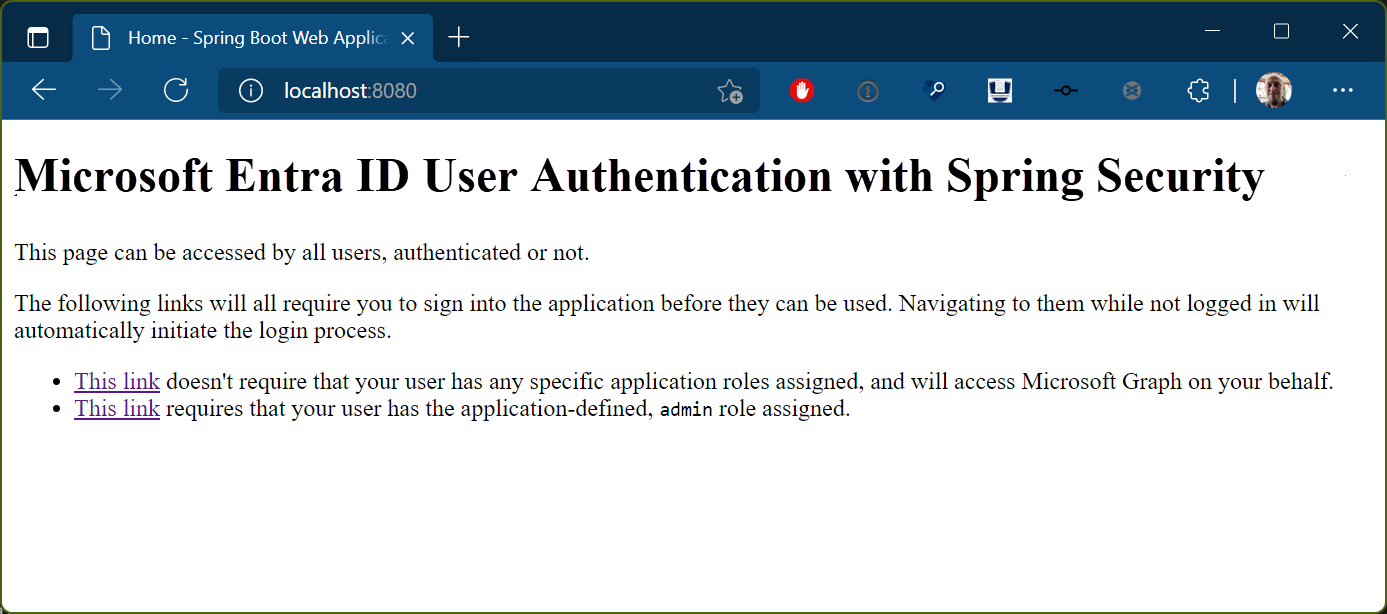 Home - Spring Boot Web Applica
localhost:8080
Microsoft Entra ID User Authentication with Spring Security
This page can be accessed by all users, authenticated or not.
The following links will all require you to sign into the application before they can be used. Navigating to them while not logged in will
automatically initiate the login process.
• This link doesn't require that your user has any specific application roles assigned, and will access Microsoft Graph on your behalf.
• This link requires that your user has the application-defined, admin role assigned.